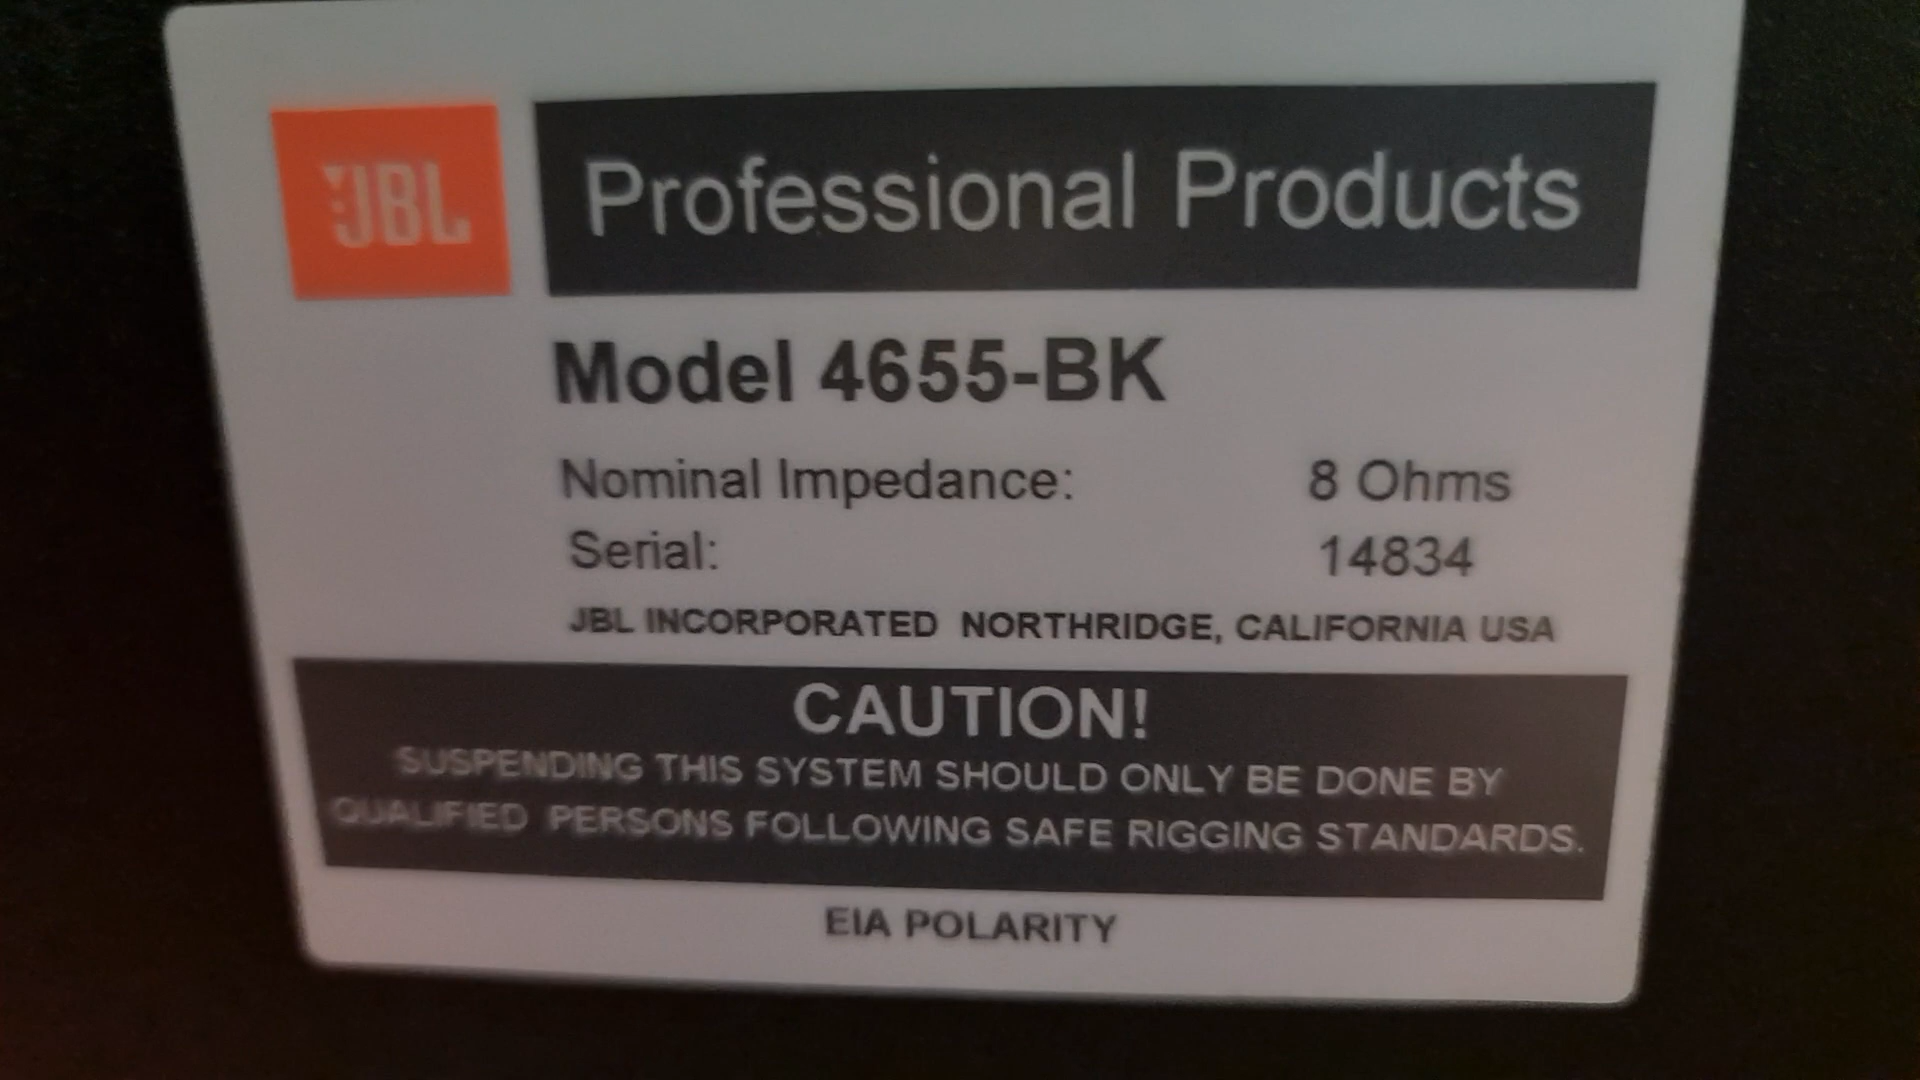 JBL
Professional Products
Model 4655-BK
Nominal Impedance: 8 Ohms
Serial: 14834
JBL INCORPORATED NORTHRIDGE, CALIFORNIA USA
CAUTION!
SUSPENDING THIS SYSTEM SHOULD ONLY BE DONE BY
QUALIFIED PERSONS FOLLOWING SAFE RIGGING STANDARDS.
EIA POLARITY